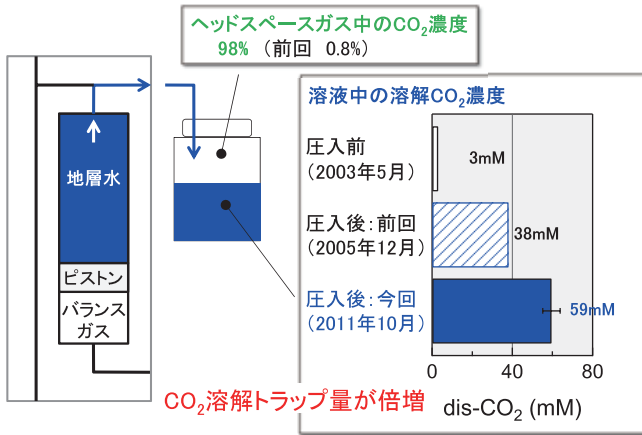 ヘッドスペースガス中のCO₂濃度
98% (前回 0.8%)
地層水
ピストン
バランス
ガス
溶液中の溶解CO₂濃度
圧入前
(2003年5月)
3mM
圧入後:前回
(2005年12月)
38mM
圧入後:今回
(2011年10月)
59mM
0 40 80
dis-CO₂ (mM)
CO₂溶解トラップ量が倍増